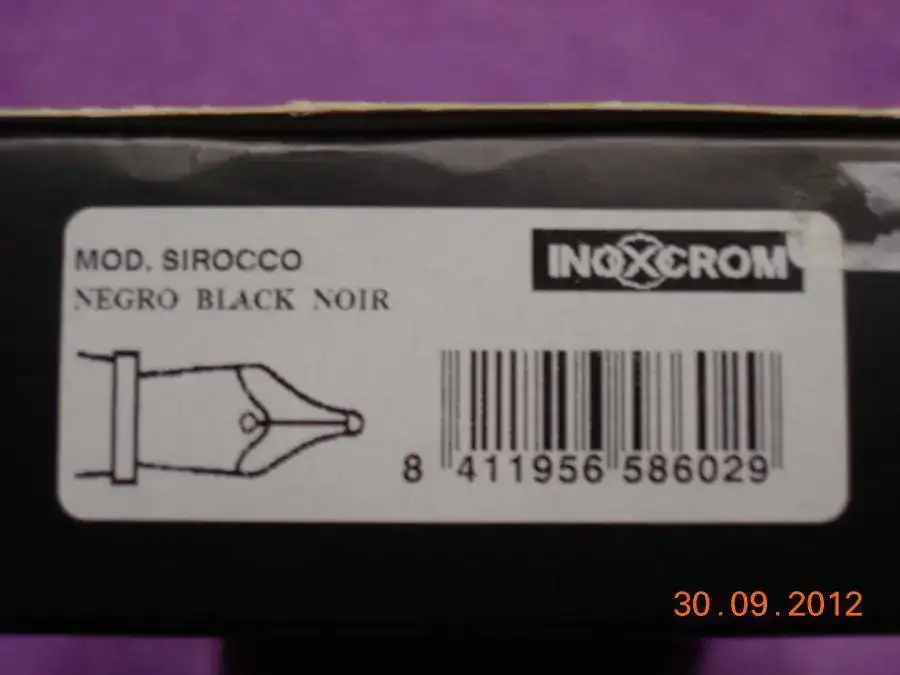 MOD. SIROCCO
NEGRO BLACK NOIR
INOXCROM
8 411956 586029
30.09.2012